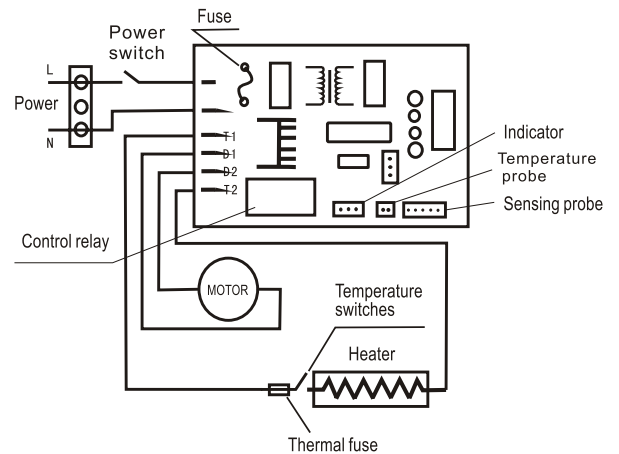 Fuse
Power
switch
L
Power
N
T1
D1
D2
T2
Indicator
Temperature
probe
Sensing probe
Control relay
MOTOR
Temperature
switches
Heater
Thermal fuse